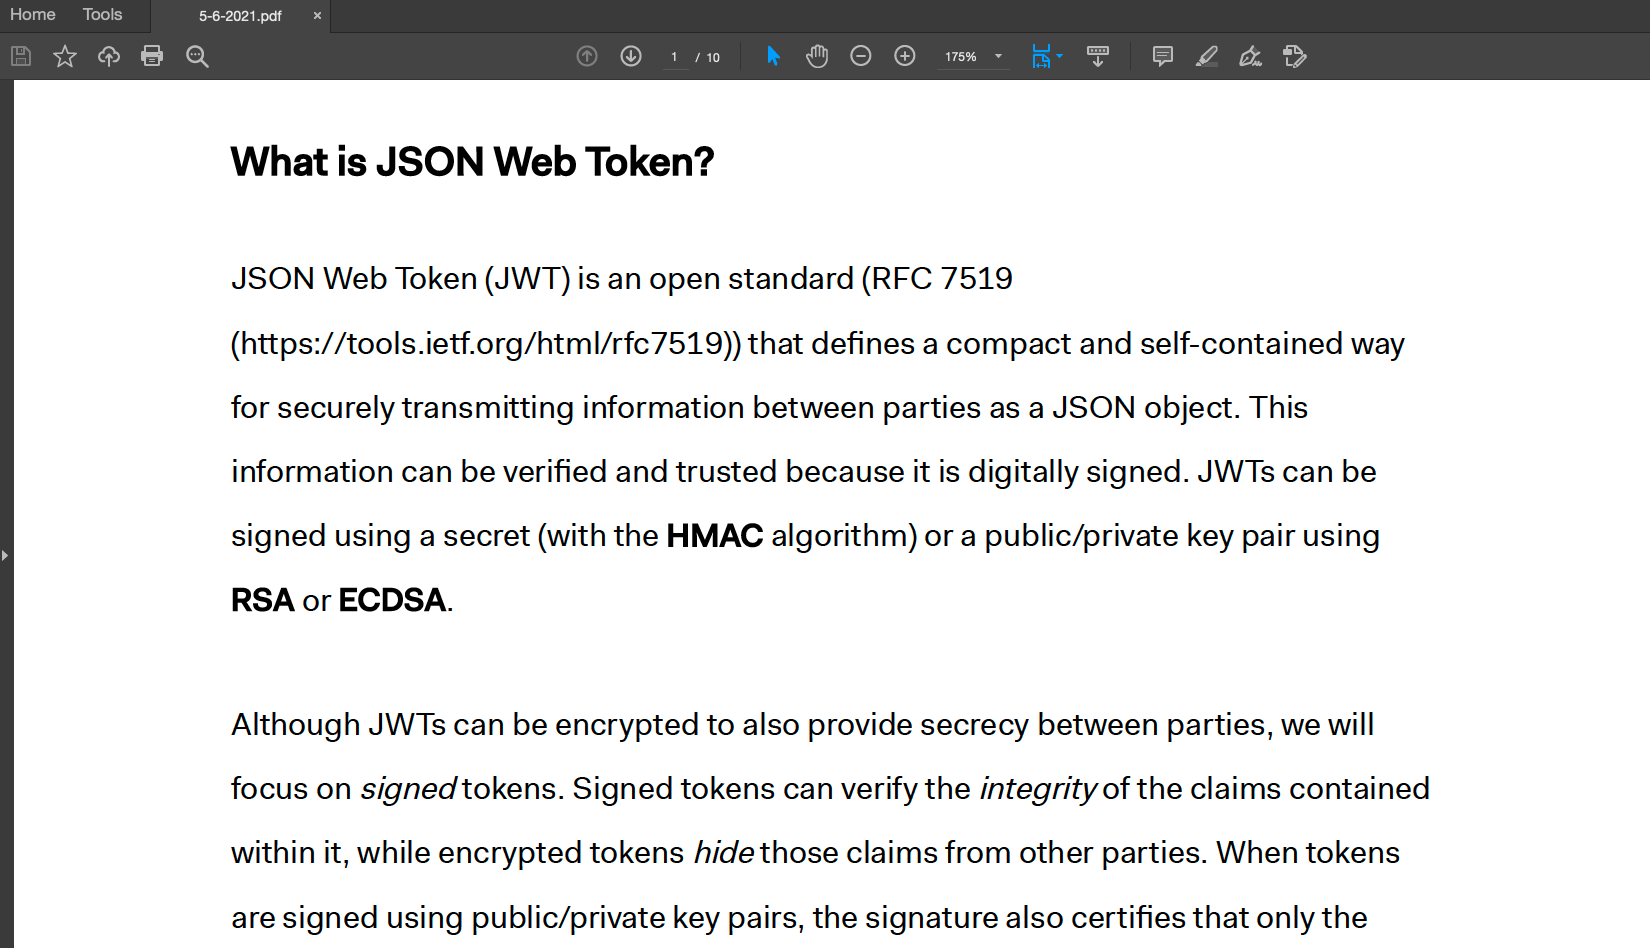 Home Tools 5-6-2021.pdf ×
1 / 10 175%
What is JSON Web Token?
JSON Web Token (JWT) is an open standard (RFC 7519
(https://tools.ietf.org/html/rfc7519)) that defines a compact and self-contained way
for securely transmitting information between parties as a JSON object. This
information can be verified and trusted because it is digitally signed. JWTs can be
signed using a secret (with the HMAC algorithm) or a public/private key pair using
RSA or ECDSA.
Although JWTs can be encrypted to also provide secrecy between parties, we will
focus on signed tokens. Signed tokens can verify the integrity of the claims contained
within it, while encrypted tokens hide those claims from other parties. When tokens
are signed using public/private key pairs, the signature also certifies that only the